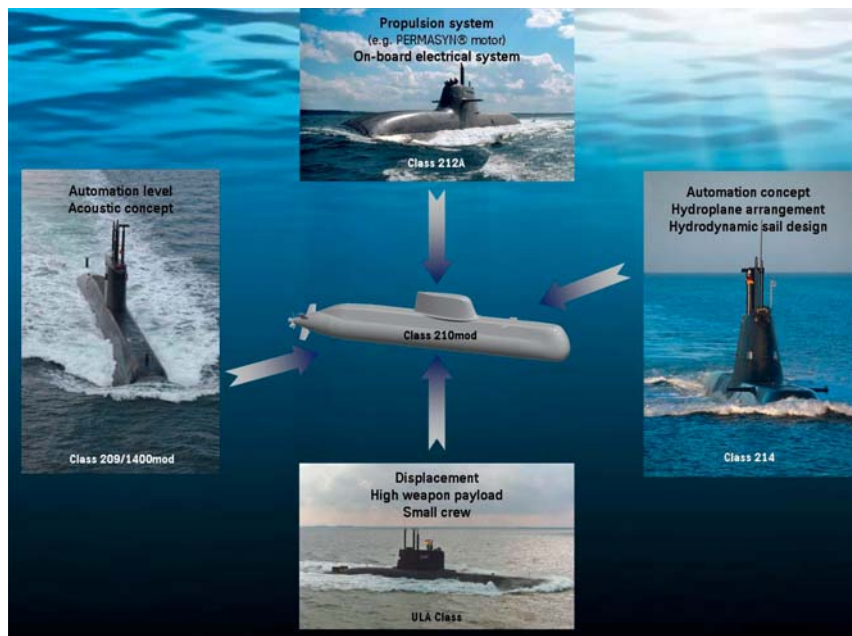 Propulsion system
(e.g. PERMASYN® motor)
On-board electrical system
Class 212A
Automation level
Acoustic concept
Class 209/1400mod
Automation concept
Hydroplane arrangement
Hydrodynamic sail design
Class 214
Class 210mod
Displacement
High weapon payload
Small crew
ULA Class